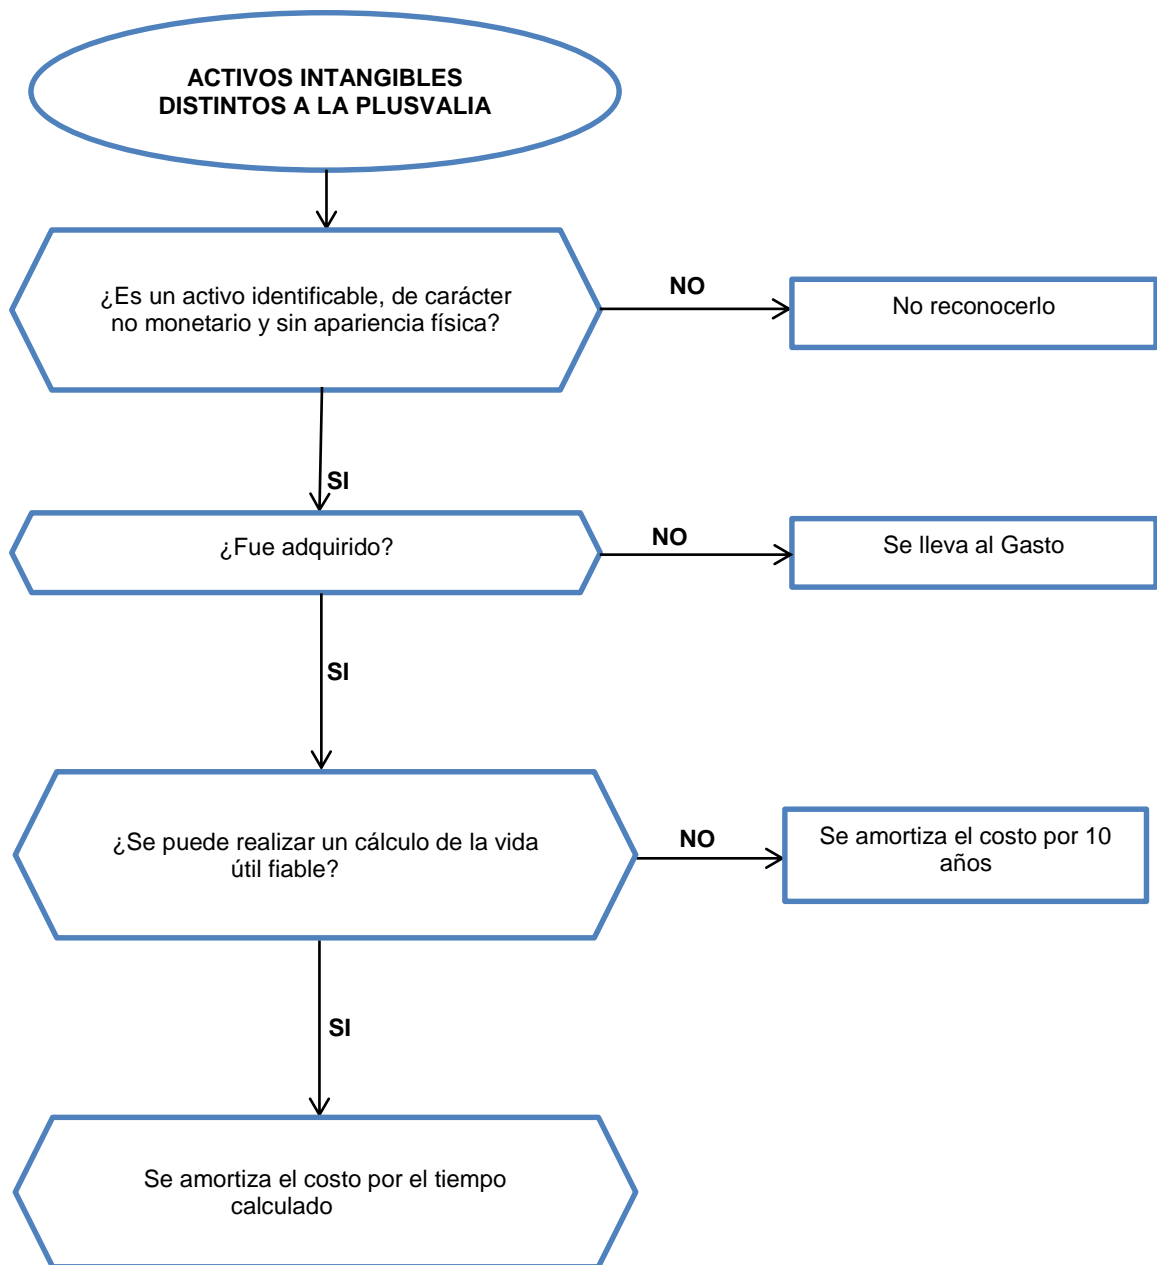 ACTIVOS INTANGIBLES
DISTINTOS A LA PLUSVALIA
¿Es un activo identificable, de carácter
no monetario y sin apariencia física?
NO
No reconocerlo
SI
¿Fue adquirido?
NO
Se lleva al Gasto
SI
¿Se puede realizar un cálculo de la vida
útil fiable?
NO
Se amortiza el costo por 10
años
SI
Se amortiza el costo por el tiempo
calculado